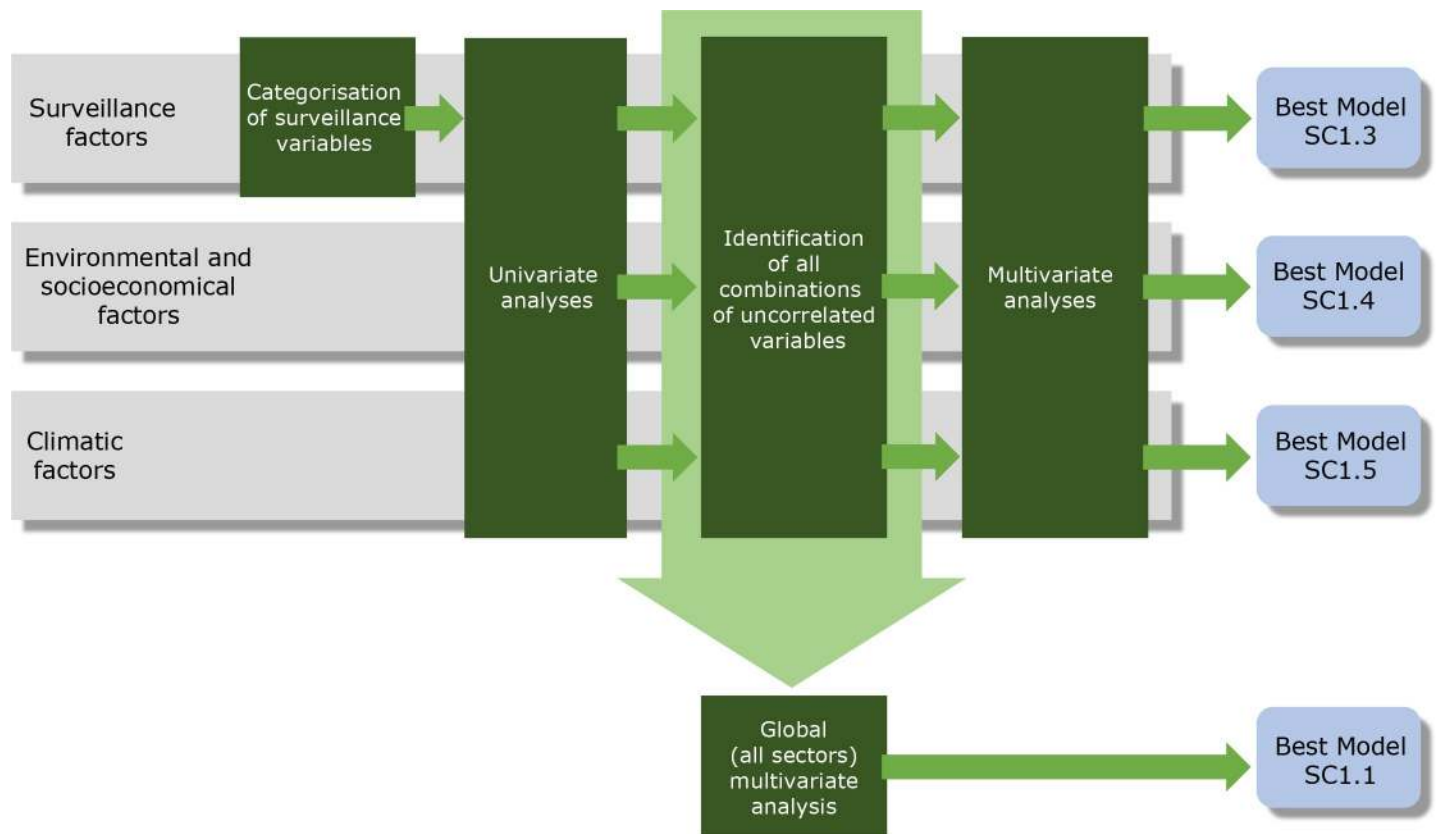 Surveillance
factors
Categorisation
of surveillance
variables
Best Model
SC1.3
Environmental and
socioeconomical
factors
Univariate
analyses
Identification
of all
combinations
of uncorrelated
variables
Multivariate
analyses
Best Model
SC1.4
Climatic
factors
Best Model
SC1.5
Global
(all sectors)
multivariate
analysis
Best Model
SC1.1